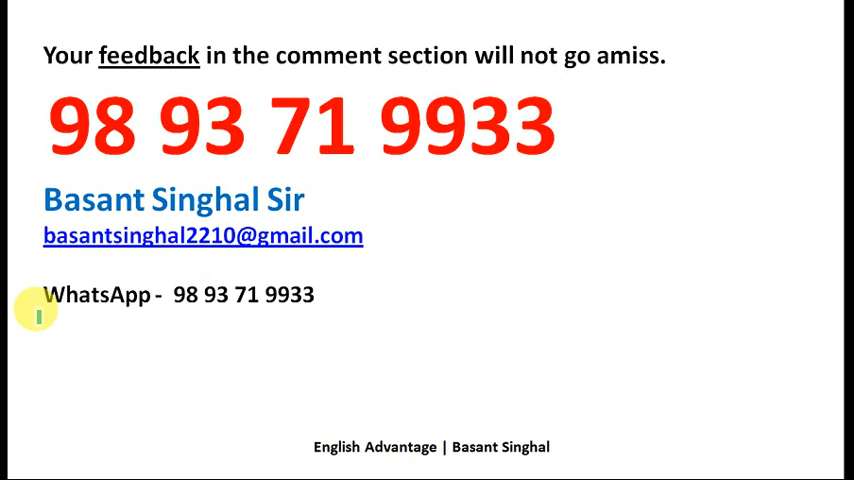 Your feedback in the comment section will not go amiss.
98 93 71 9933
Basant Singhal Sir
basantsinghal2210@gmail.com
WhatsApp - 98 93 71 9933
English Advantage | Basant Singhal